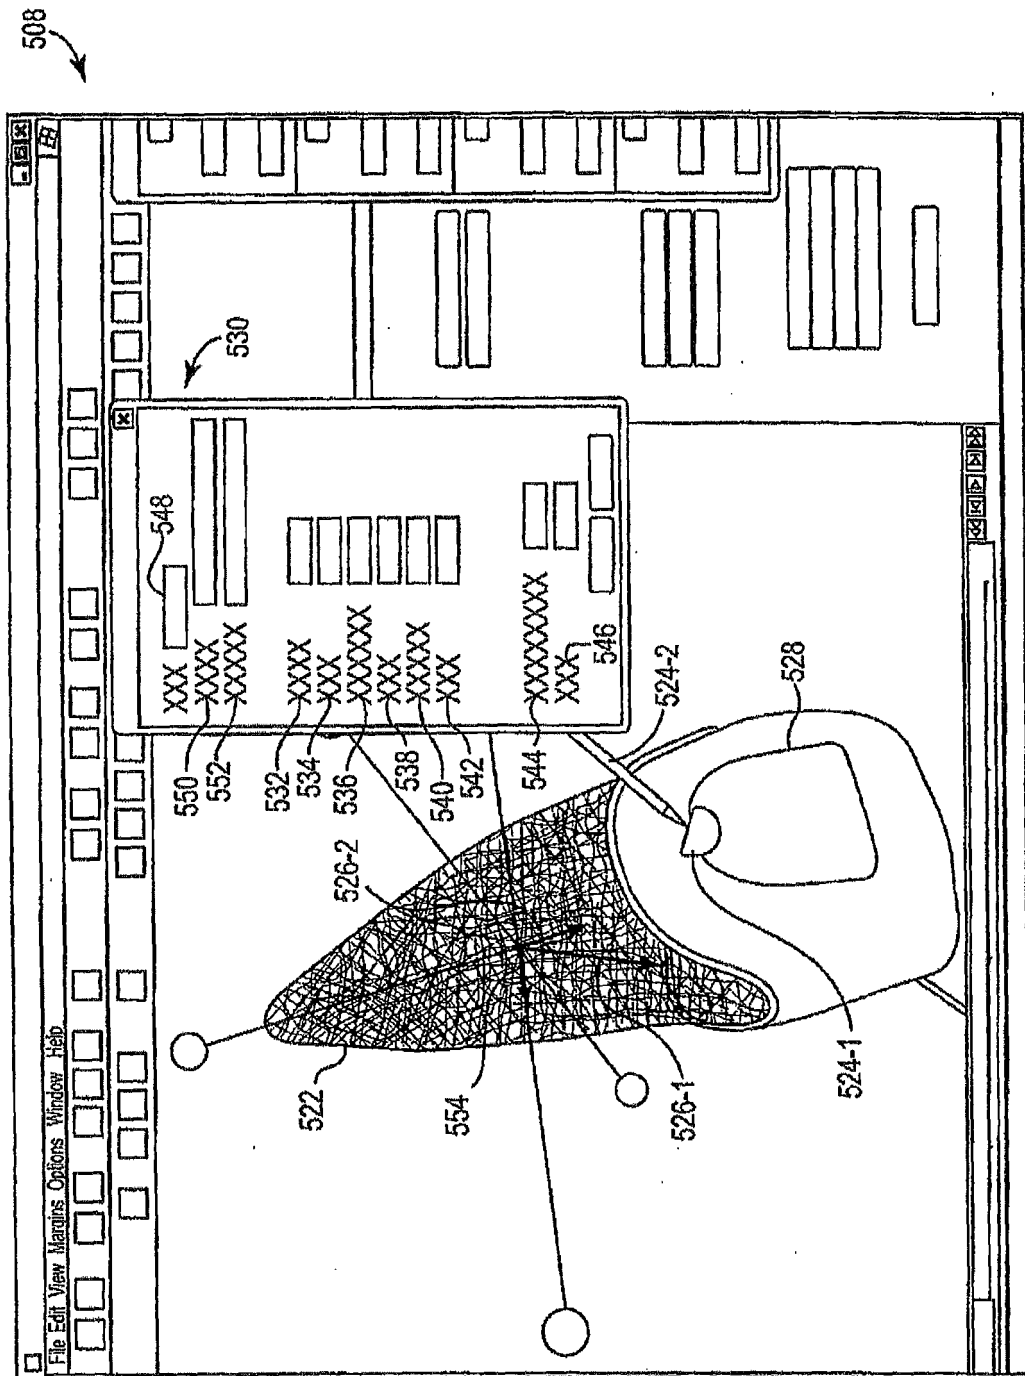 508
File Edit View Margins Options Window Help
530
548
XXX
550
XXXX
552
XXXXX
532
XXXX
534
XXX
536
XXXXXX
538
XXX
540
XXXXX
542
XXX
544
XXXXXXXX
546
XXX
526-2
522
554
526-1
524-1
524-2
528